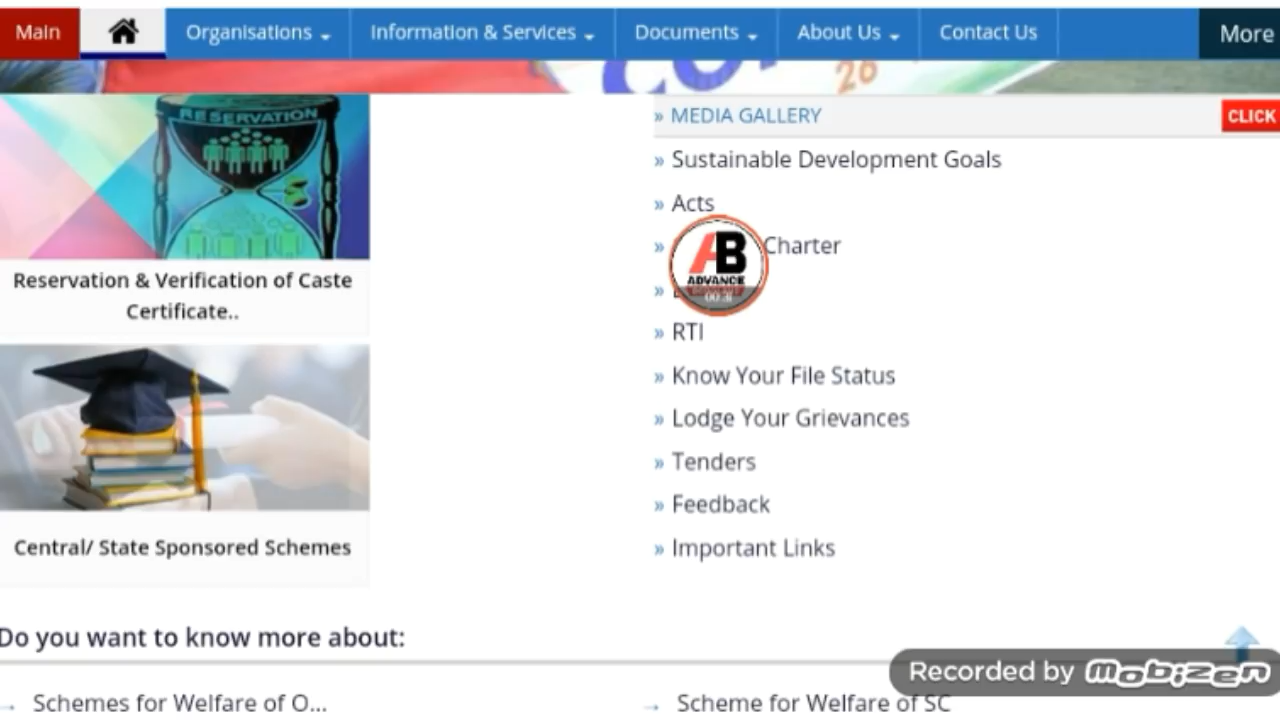 Main
Organisations
Information & Services
Documents
About Us
Contact Us
More
26
RESERVATION
Reservation & Verification of Caste
Certificate..
Central/ State Sponsored Schemes
» MEDIA GALLERY
CLICK
» Sustainable Development Goals
» Acts
» Charter
AB
ADVANCE
»
» RTI
» Know Your File Status
» Lodge Your Grievances
» Tenders
» Feedback
» Important Links
Do you want to know more about:
Recorded by mobizen
→ Schemes for Welfare of O...
→ Scheme for Welfare of SC